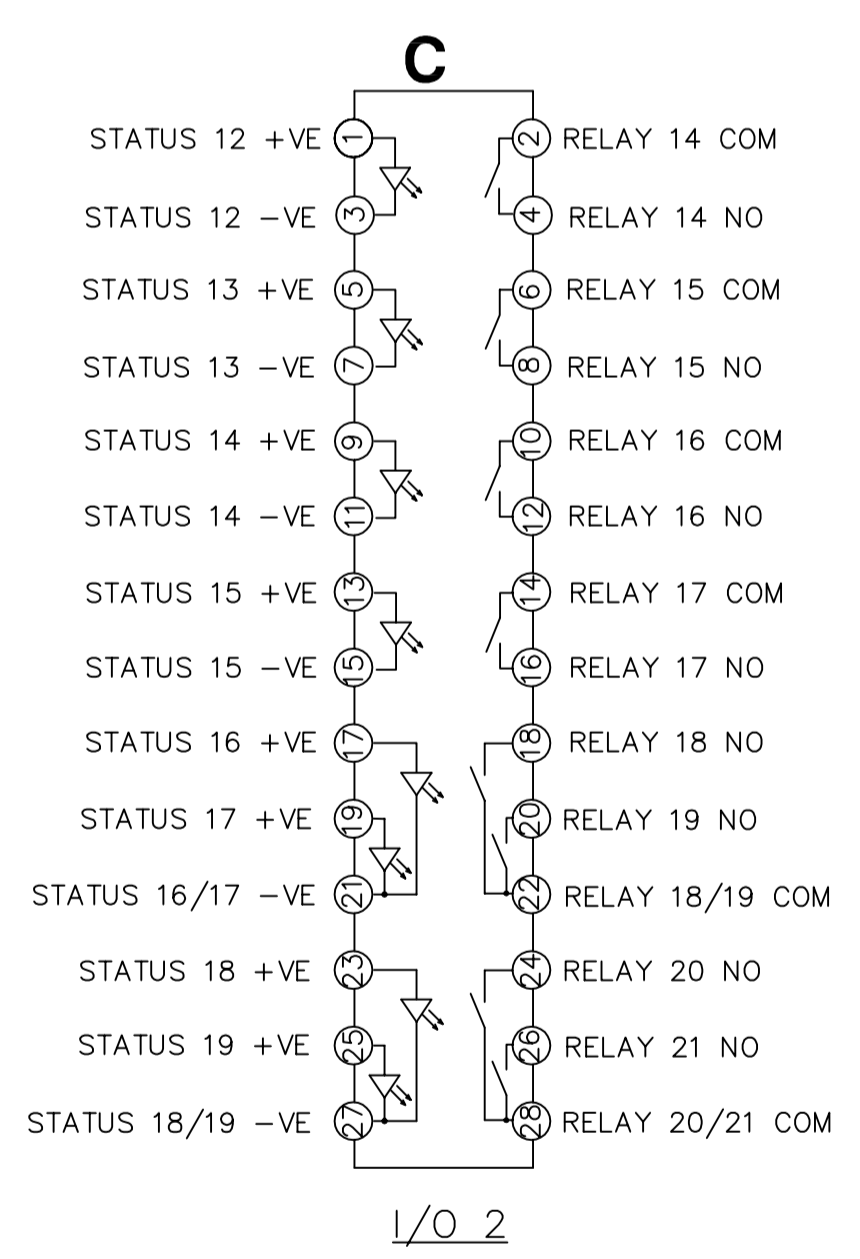 C
STATUS 12 +VE 1 2 RELAY 14 COM
STATUS 12 −VE 3 4 RELAY 14 NO
STATUS 13 +VE 5 6 RELAY 15 COM
STATUS 13 −VE 7 8 RELAY 15 NO
STATUS 14 +VE 9 10 RELAY 16 COM
STATUS 14 −VE 11 12 RELAY 16 NO
STATUS 15 +VE 13 14 RELAY 17 COM
STATUS 15 −VE 15 16 RELAY 17 NO
STATUS 16 +VE 17 18 RELAY 18 NO
STATUS 17 +VE 19 20 RELAY 19 NO
STATUS 16/17 −VE 21 22 RELAY 18/19 COM
STATUS 18 +VE 23 24 RELAY 20 NO
STATUS 19 +VE 25 26 RELAY 21 NO
STATUS 18/19 −VE 27 28 RELAY 20/21 COM
I/O 2